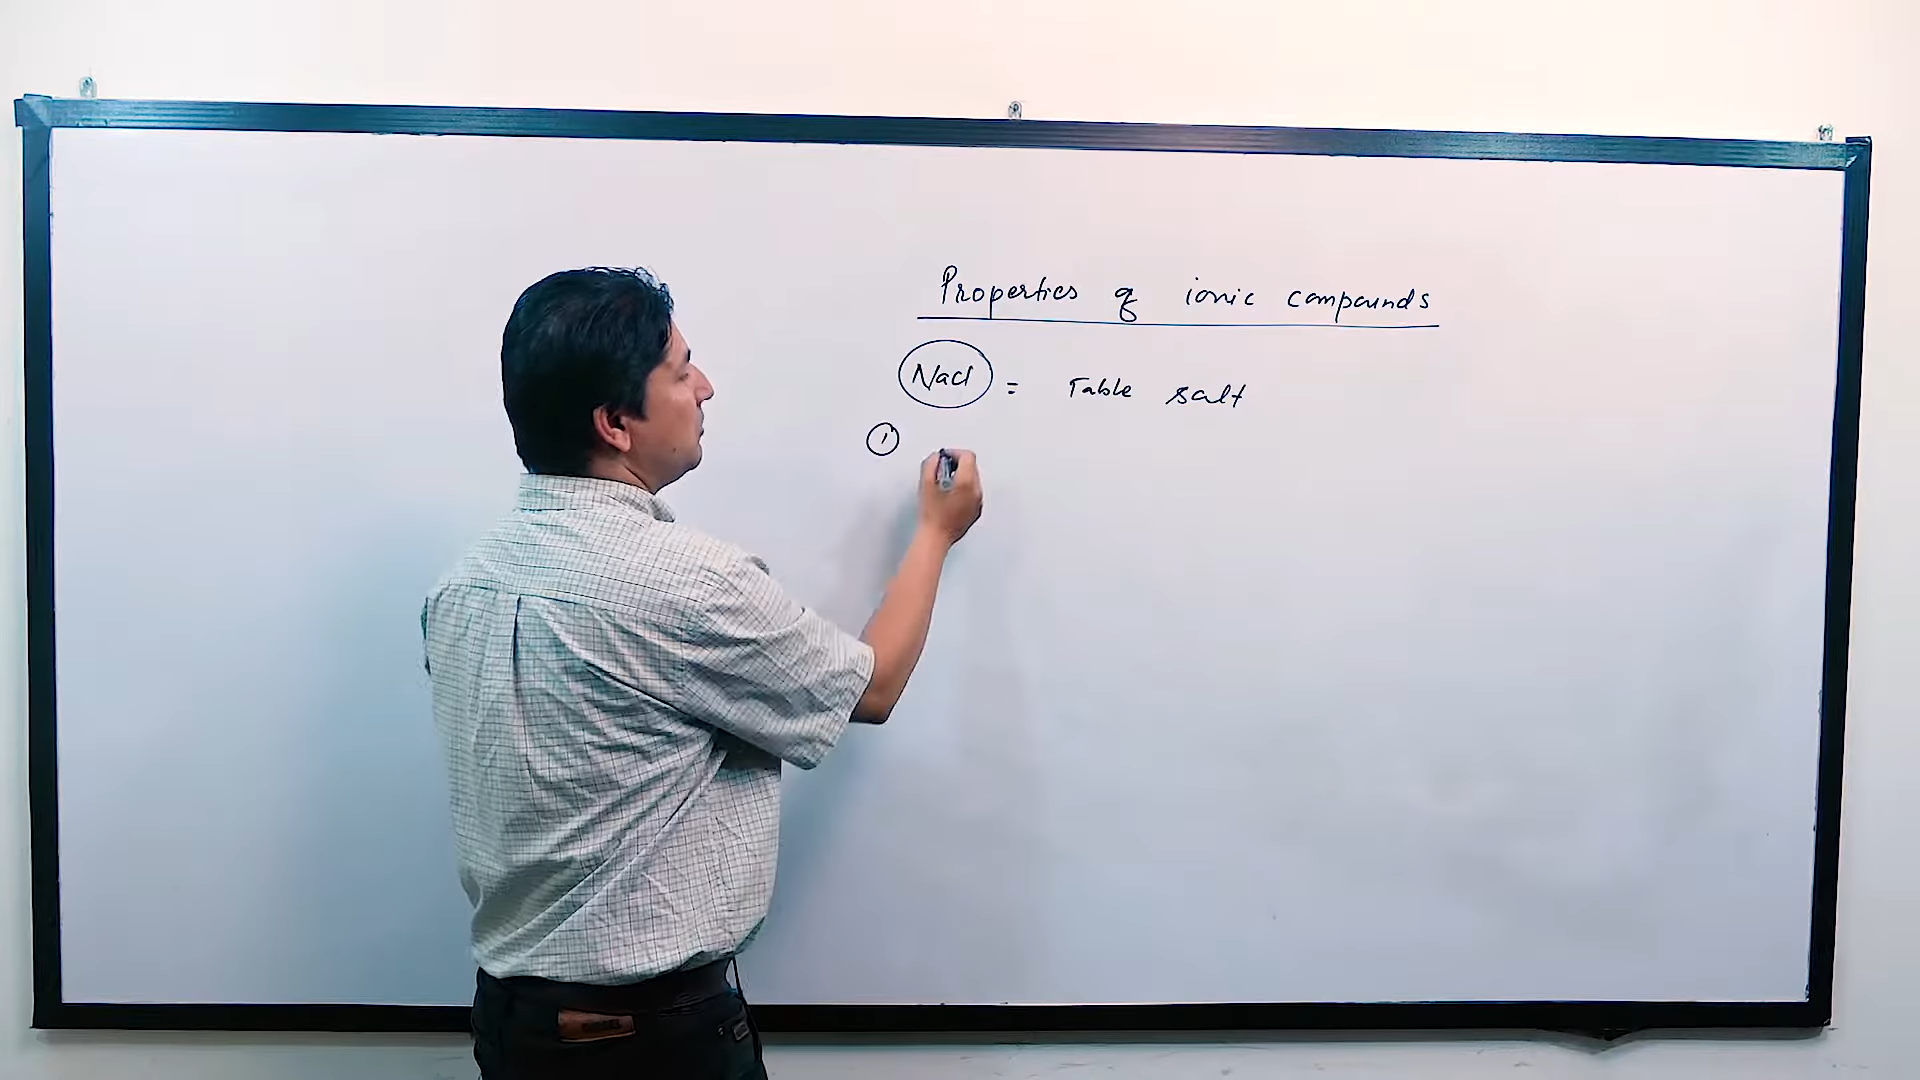 Properties of ionic compounds
NaCl = Table salt
①